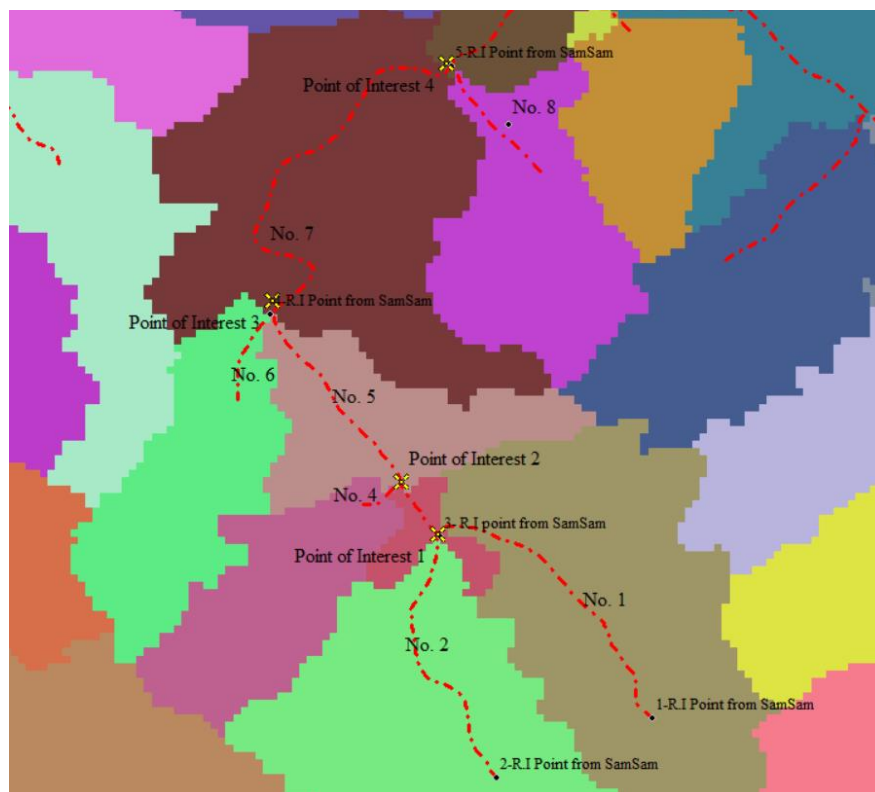 5-R.I Point from SamSam
Point of Interest 4
No. 8
No. 7
4-R.I Point from SamSam
Point of Interest 3
No. 6
No. 5
Point of Interest 2
No. 4
3- R.I point from SamSam
Point of Interest 1
No. 1
No. 2
1-R.I Point from SamSam
2-R.I Point from SamSam